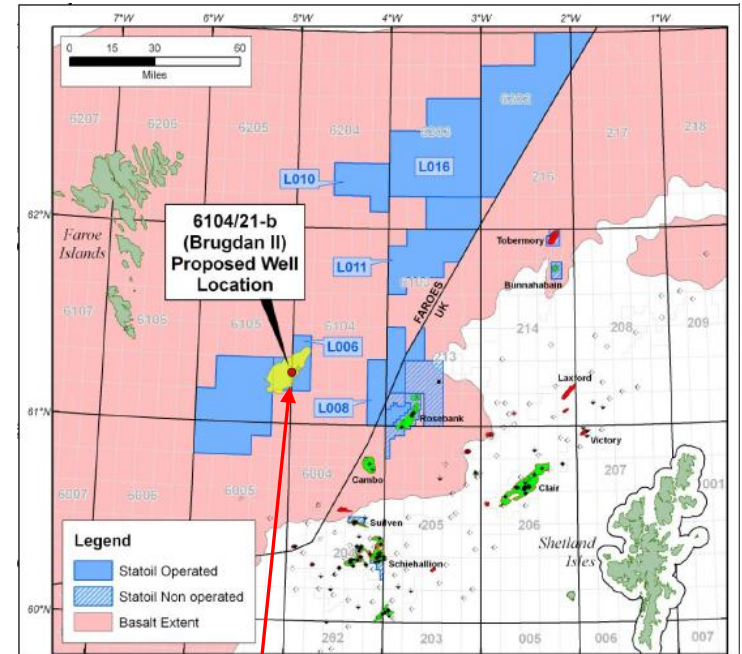 7°W 6°W 5°W 4°W 3°W 2°W 1°W
0 15 30 60
Miles
6207
6206
6205
6204
6203
6202
217
218
L010
L016
216
62°N
6104/21-b
(Brugdan II)
Proposed Well
Location
Faroe
Islands
Tobermory
Bunnahabain
L011
6103
FAROES
UK
6107
6106
6105
6104
L006
214
208
209
213
61°N
L008
Rosebank
Laxford
Victory
Cambo
Clair
207
206
001
6007
6006
6005
6004
Suilven
205
204
Schiehallion
Shetland
Isles
Legend
Statoil Operated
Statoil Non operated
Basalt Extent
60°N
202
203
005
006
007